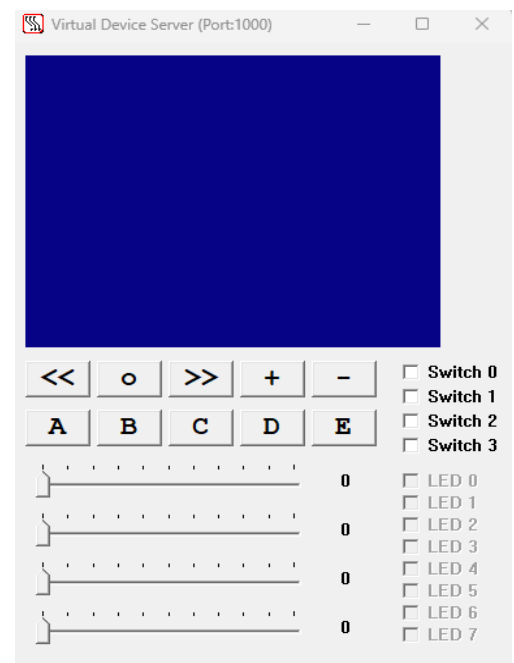 Virtual Device Server (Port:1000)
<< o >> + -
A B C D E
Switch 0
Switch 1
Switch 2
Switch 3
0
0
0
0
LED 0
LED 1
LED 2
LED 3
LED 4
LED 5
LED 6
LED 7